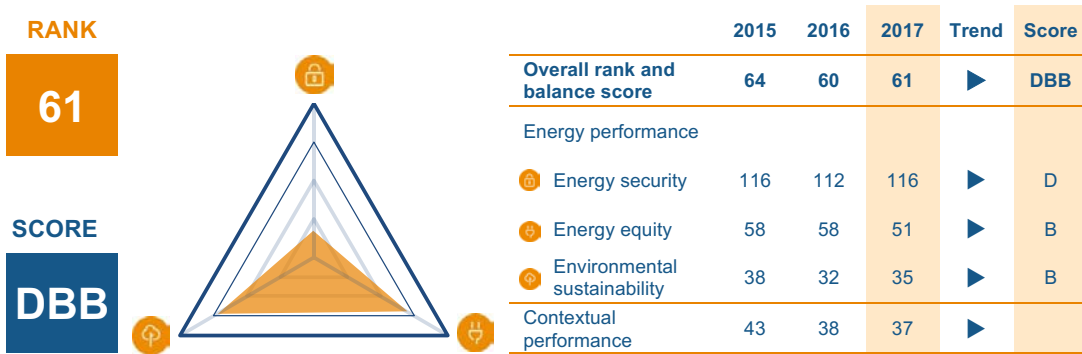 RANK
61
SCORE
DBB
2015 2016 2017 Trend Score
Overall rank and
balance score 64 60 61 DBB
Energy performance
Energy security 116 112 116 D
Energy equity 58 58 51 B
Environmental
sustainability 38 32 35 B
Contextual
performance 43 38 37